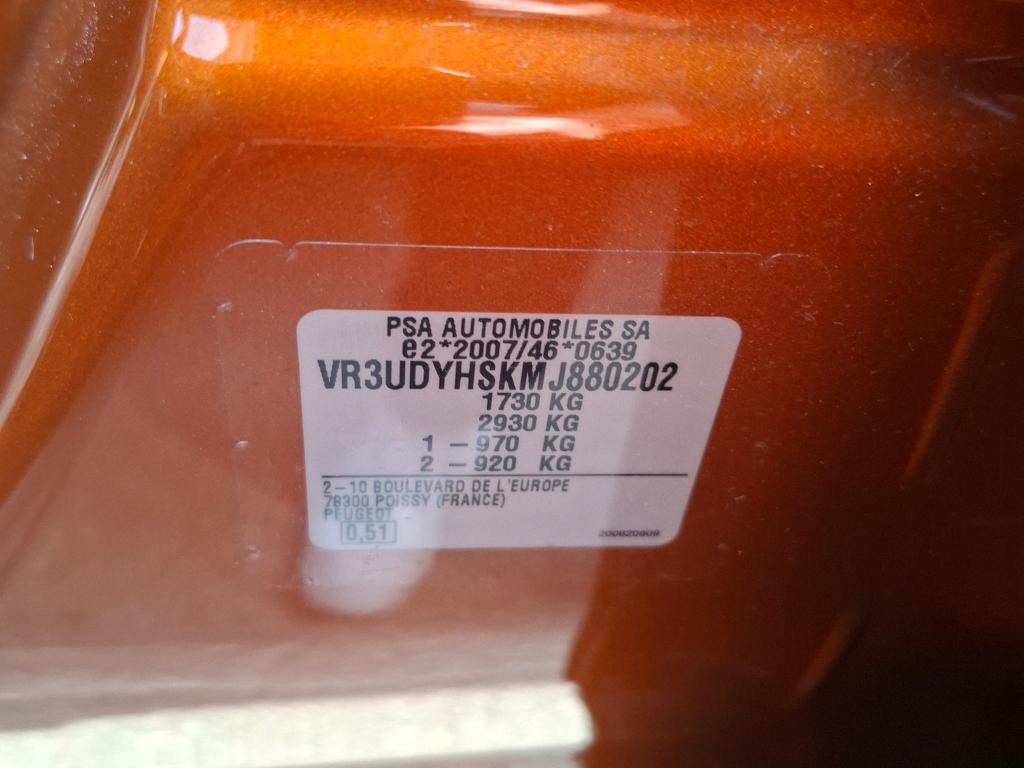 PSA AUTOMOBILES SA
e2*2007/46*0639
VR3UDYHSKMJ880202
1730 KG
2930 KG
1 – 970 KG
2 – 920 KG
2–10 BOULEVARD DE L'EUROPE
78300 POISSY (FRANCE)
PEUGEOT
0,51